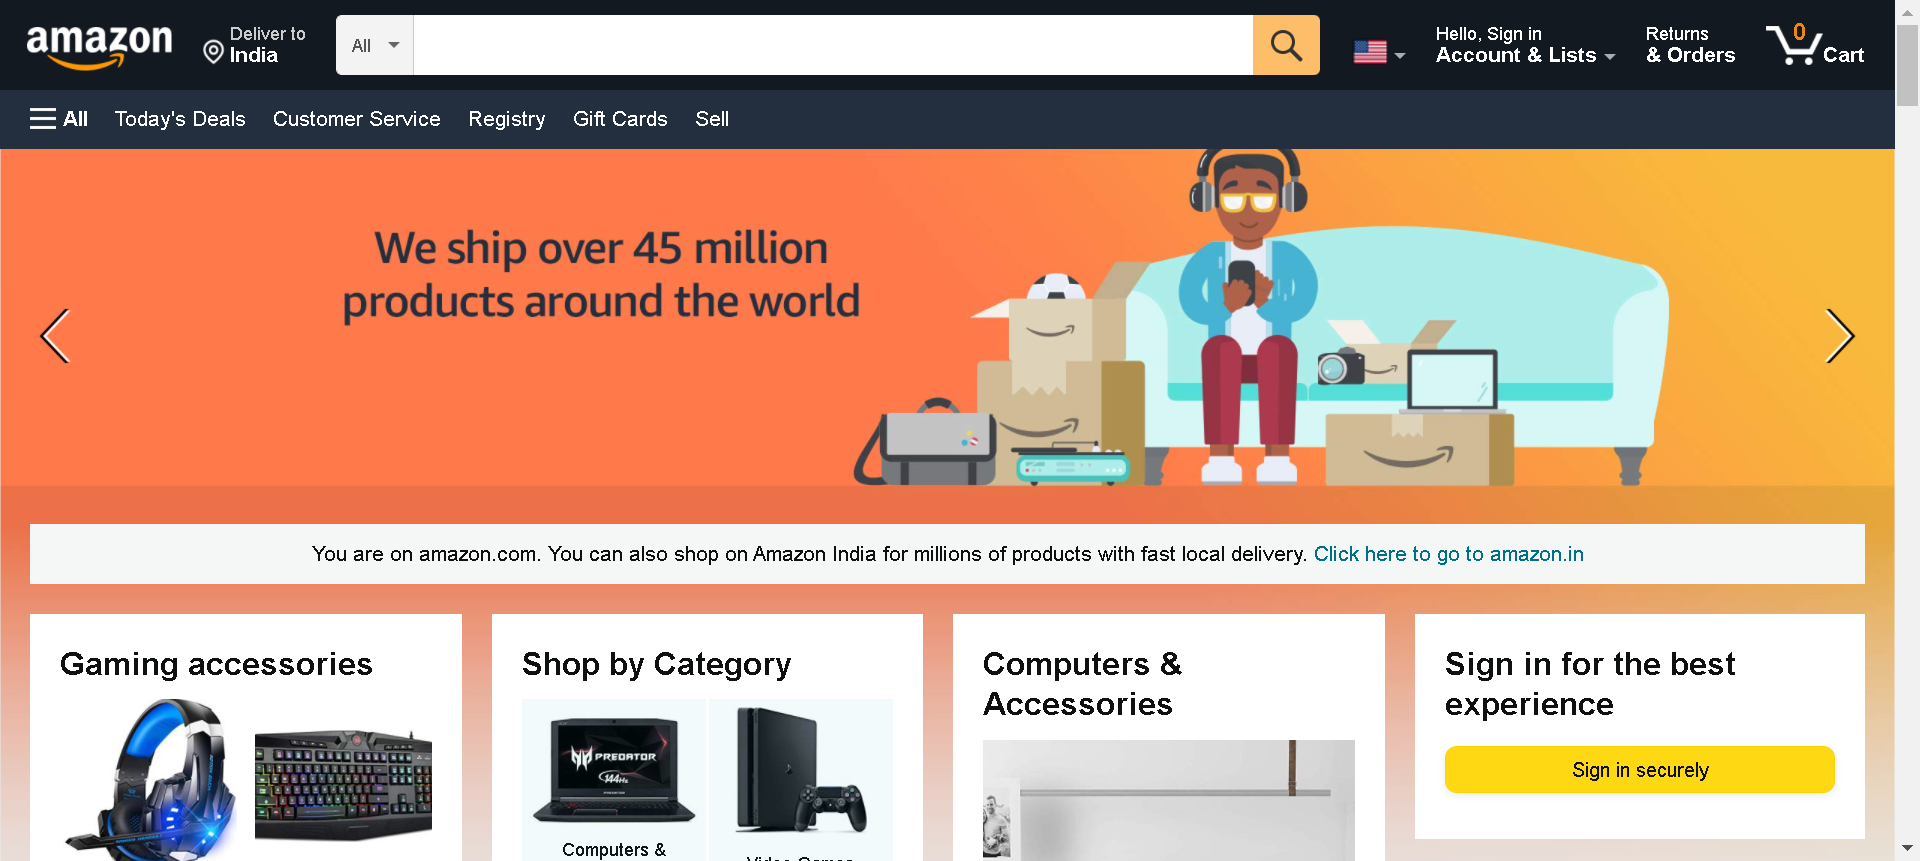 amazon
Deliver to
India
All
Hello, Sign in
Account & Lists
Returns
& Orders
0
Cart
All
Today's Deals
Customer Service
Registry
Gift Cards
Sell
We ship over 45 million
products around the world
You are on amazon.com. You can also shop on Amazon India for millions of products with fast local delivery. Click here to go to amazon.in
Gaming accessories
Shop by Category
Computers &
Accessories
Sign in for the best
experience
PREDATOR
144Hz
Sign in securely
Computers &
Video Games